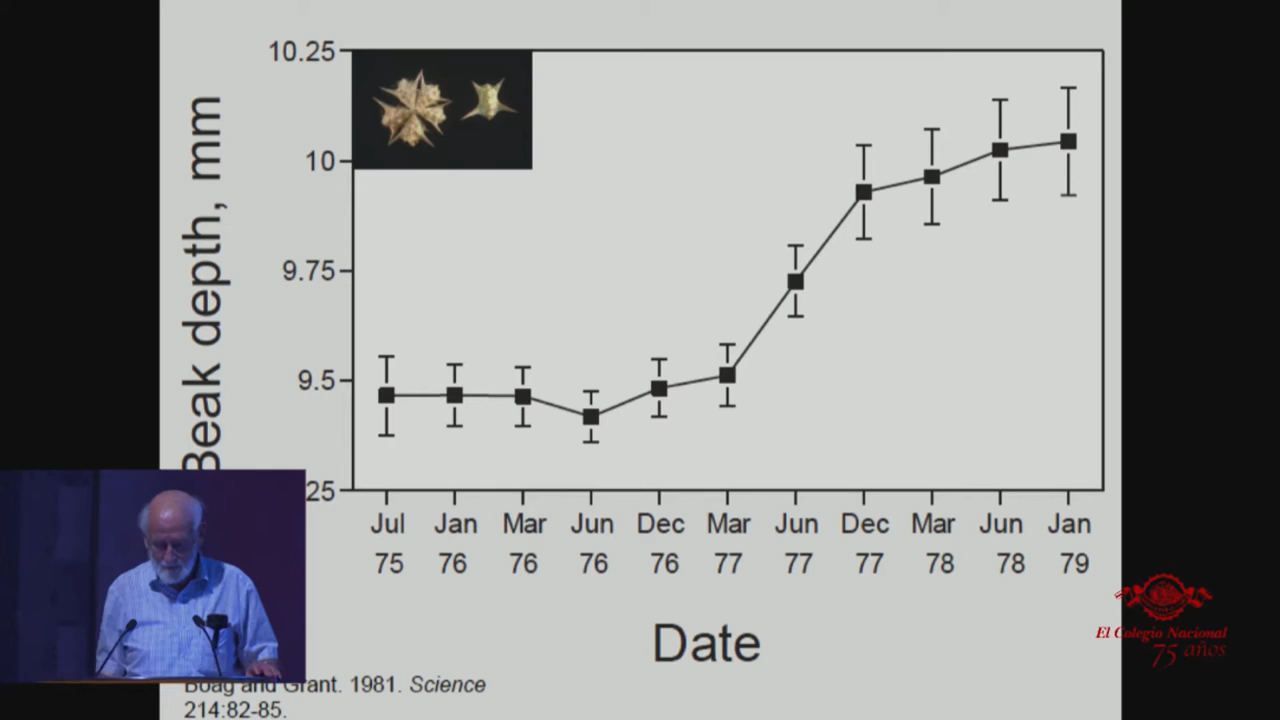 Beak depth, mm
10.25
10
9.75
9.5
25
Jul Jan Mar Jun Dec Mar Jun Dec Mar Jun Jan
75 76 76 76 76 77 77 77 78 78 79
Date
Boag and Grant. 1981. Science
214:82-85.
El Colegio Nacional
75 años